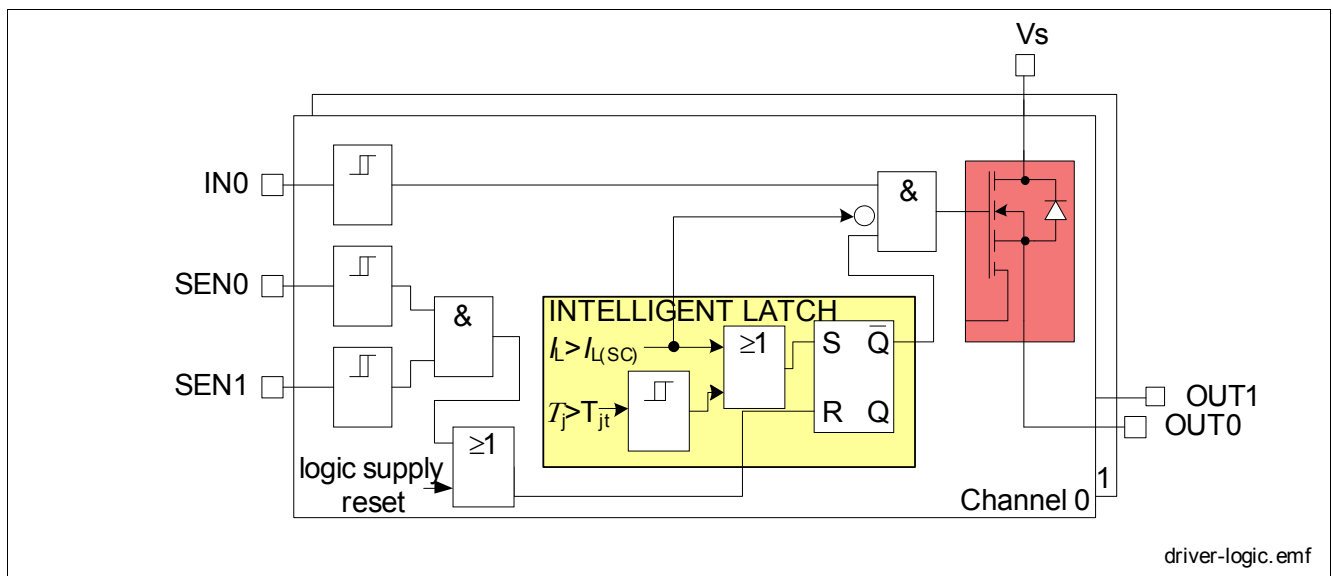 Vs
IN0
&
SEN0
&
INTELLIGENT LATCH
IL>IL(SC)
≥1
S Q̅
SEN1
Tj>Tjt
R Q
OUT1
OUT0
≥1
logic supply
reset
1
Channel 0
driver-logic.emf